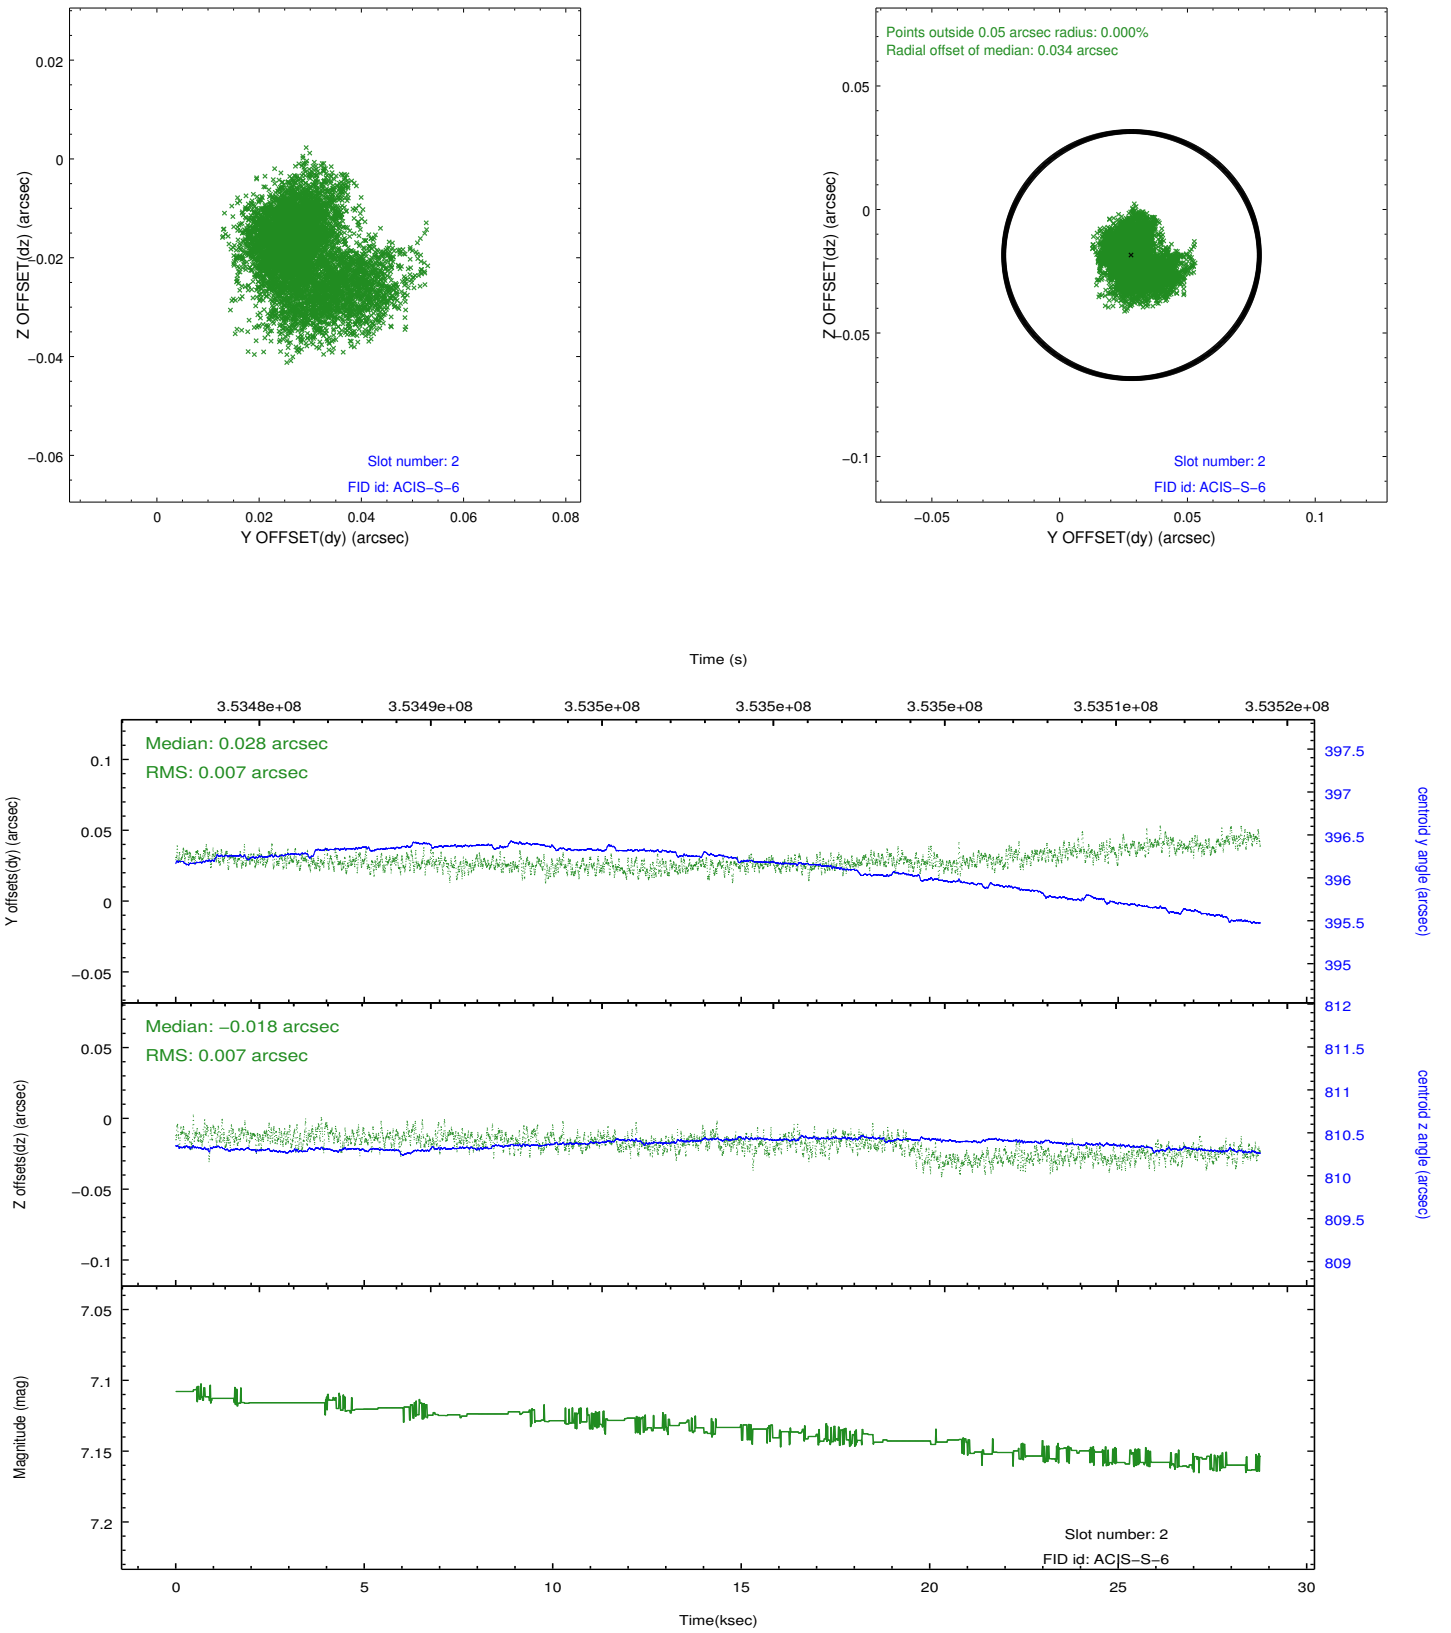 0.02
0
−0.02
−0.04
−0.06
Z OFFSET(dz) (arcsec)
Slot number: 2
FID id: ACIS−S−6
0 0.02 0.04 0.06 0.08
Y OFFSET(dy) (arcsec)
Points outside 0.05 arcsec radius: 0.000%
Radial offset of median: 0.034 arcsec
0.05
0
−0.05
−0.1
Z OFFSET(dz) (arcsec)
Slot number: 2
FID id: ACIS−S−6
−0.05 0 0.05 0.1
Y OFFSET(dy) (arcsec)
Time (s)
3.5348e+08 3.5349e+08 3.535e+08 3.535e+08 3.535e+08 3.5351e+08 3.5352e+08
Median: 0.028 arcsec
RMS: 0.007 arcsec
0.1
0.05
0
−0.05
Y offsets(dy) (arcsec)
397.5
397
396.5
396
395.5
395
centroid y angle (arcsec)
Median: −0.018 arcsec
RMS: 0.007 arcsec
0.05
0
−0.05
−0.1
Z offsets(dz) (arcsec)
812
811.5
811
810.5
810
809.5
809
centroid z angle (arcsec)
7.05
7.1
7.15
7.2
Magnitude (mag)
Slot number: 2
FID id: ACIS−S−6
0 5 10 15 20 25 30
Time(ksec)